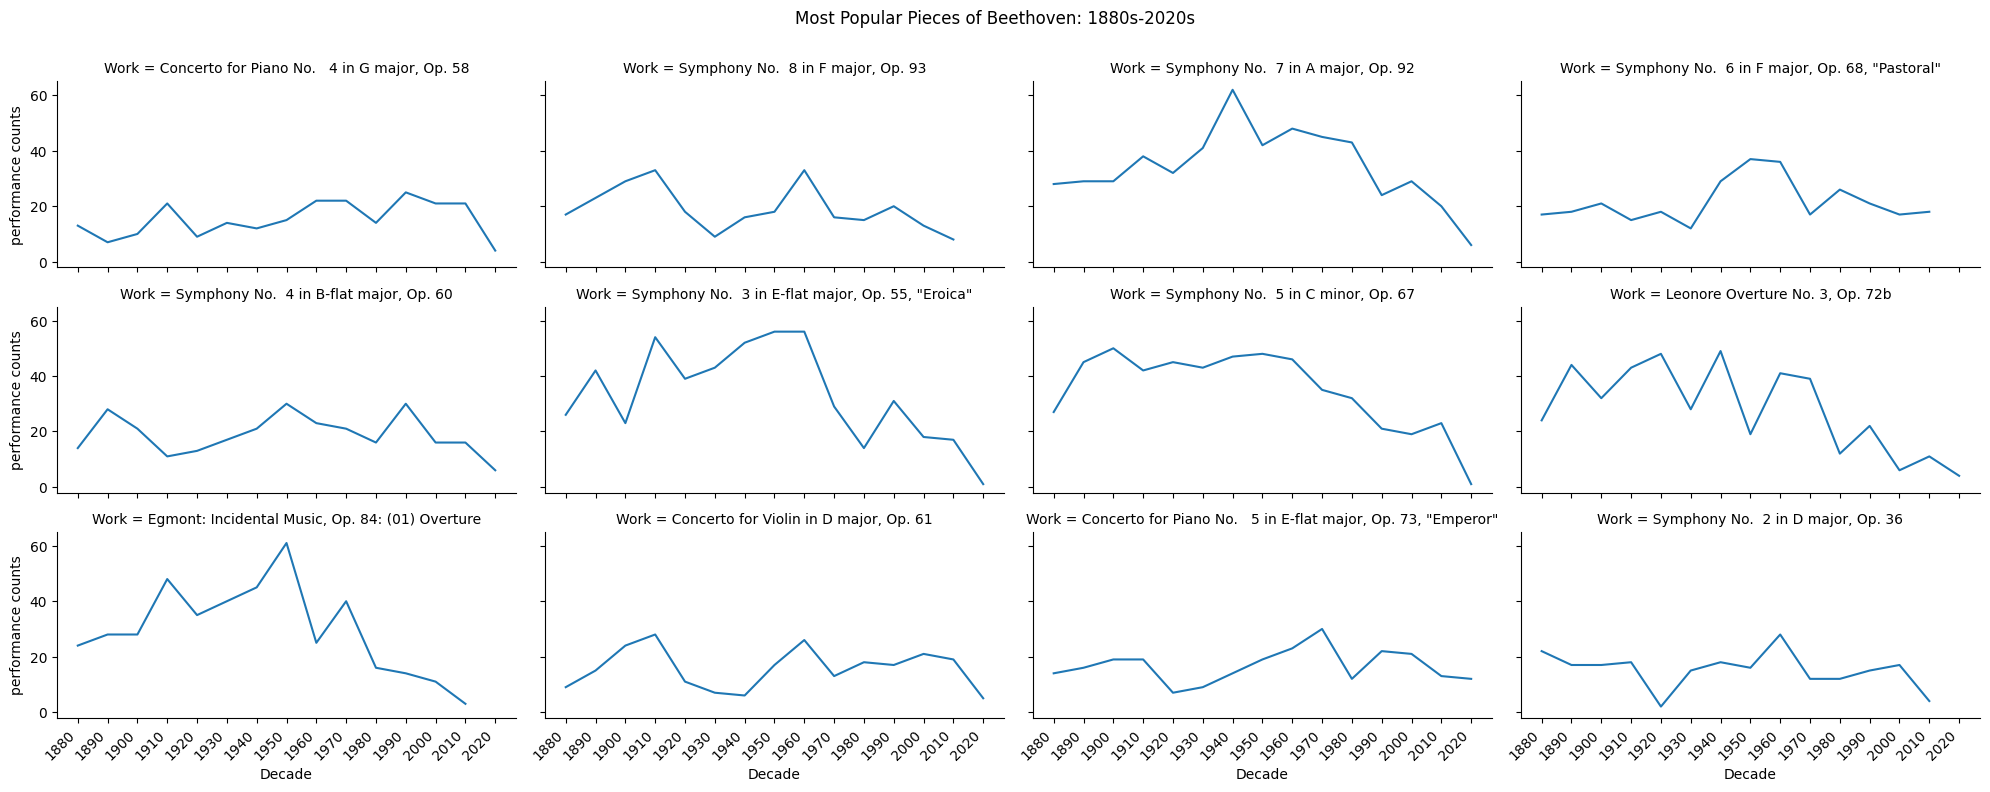 Most Popular Pieces of Beethoven: 1880s-2020s
Work = Concerto for Piano No.   4 in G major, Op. 58
Work = Symphony No.  8 in F major, Op. 93
Work = Symphony No.  7 in A major, Op. 92
Work = Symphony No.  6 in F major, Op. 68, "Pastoral"
performance counts
60
40
20
0
Work = Symphony No.  4 in B-flat major, Op. 60
Work = Symphony No.  3 in E-flat major, Op. 55, "Eroica"
Work = Symphony No.  5 in C minor, Op. 67
Work = Leonore Overture No. 3, Op. 72b
performance counts
60
40
20
0
Work = Egmont: Incidental Music, Op. 84: (01) Overture
Work = Concerto for Violin in D major, Op. 61
Work = Concerto for Piano No.   5 in E-flat major, Op. 73, "Emperor"
Work = Symphony No.  2 in D major, Op. 36
performance counts
60
40
20
0
1880 1890 1900 1910 1920 1930 1940 1950 1960 1970 1980 1990 2000 2010 2020
Decade
1880 1890 1900 1910 1920 1930 1940 1950 1960 1970 1980 1990 2000 2010 2020
Decade
1880 1890 1900 1910 1920 1930 1940 1950 1960 1970 1980 1990 2000 2010 2020
Decade
1880 1890 1900 1910 1920 1930 1940 1950 1960 1970 1980 1990 2000 2010 2020
Decade